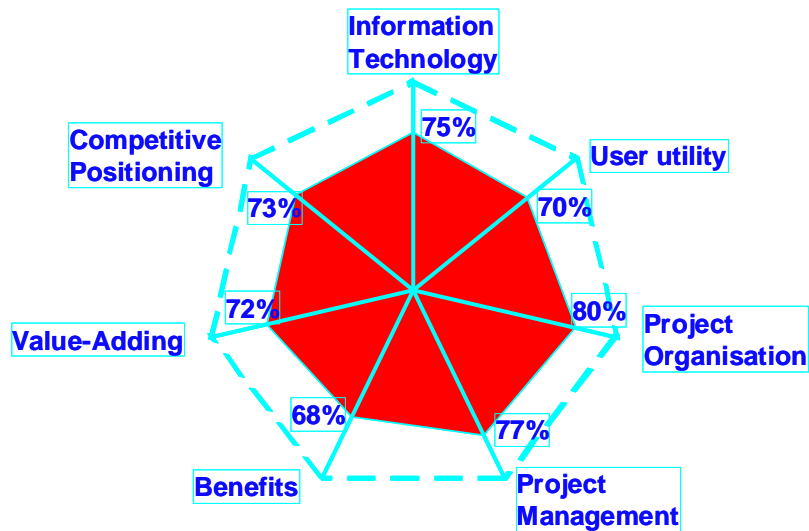 Information
Technology
75%
Competitive
Positioning
User utility
73%
70%
72%
80%
Value-Adding
Project
Organisation
68%
77%
Benefits
Project
Management